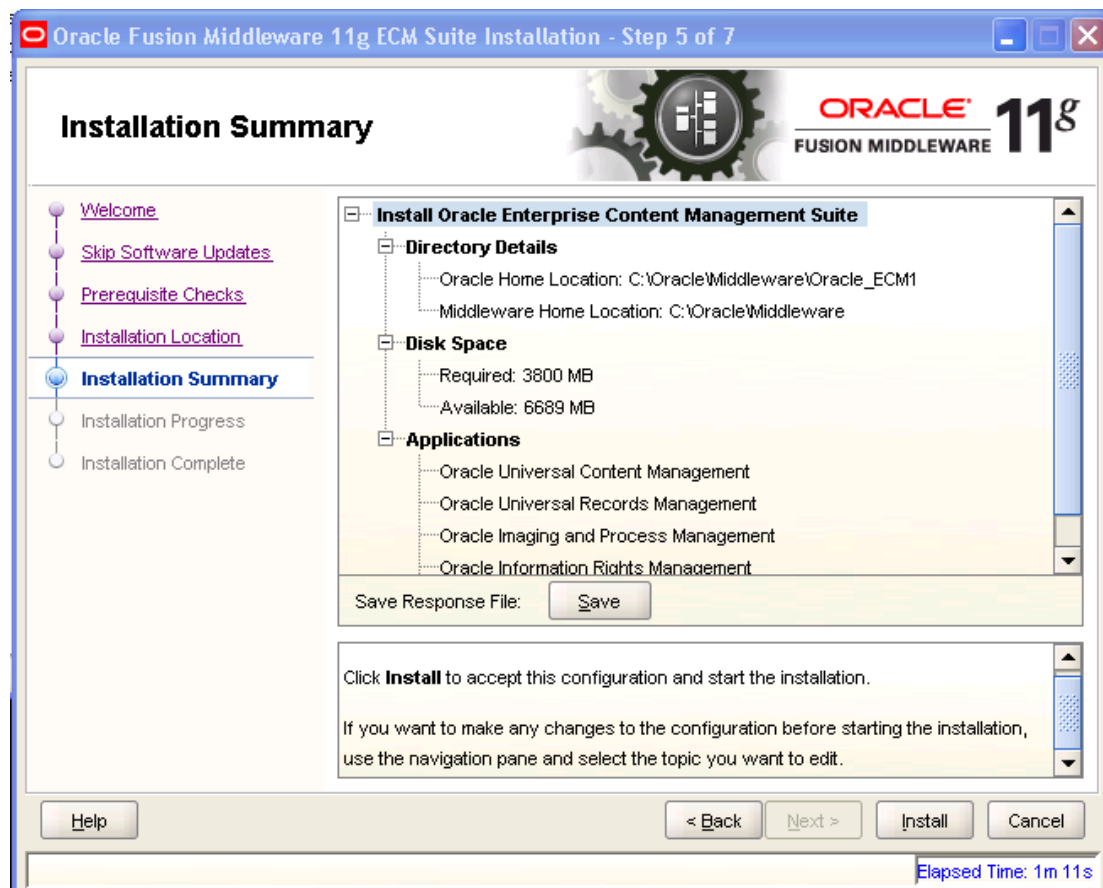 Oracle Fusion Middleware 11g ECM Suite Installation - Step 5 of 7
Installation Summary
ORACLE
FUSION MIDDLEWARE
11g
Welcome
Skip Software Updates
Prerequisite Checks
Installation Location
Installation Summary
Installation Progress
Installation Complete
Install Oracle Enterprise Content Management Suite
Directory Details
Oracle Home Location: C:\Oracle\Middleware\Oracle_ECM1
Middleware Home Location: C:\Oracle\Middleware
Disk Space
Required: 3800 MB
Available: 6689 MB
Applications
Oracle Universal Content Management
Oracle Universal Records Management
Oracle Imaging and Process Management
Oracle Information Rights Management
Save Response File: Save
Click Install to accept this configuration and start the installation.
If you want to make any changes to the configuration before starting the installation,
use the navigation pane and select the topic you want to edit.
Help < Back Next > Install Cancel
Elapsed Time: 1m 11s